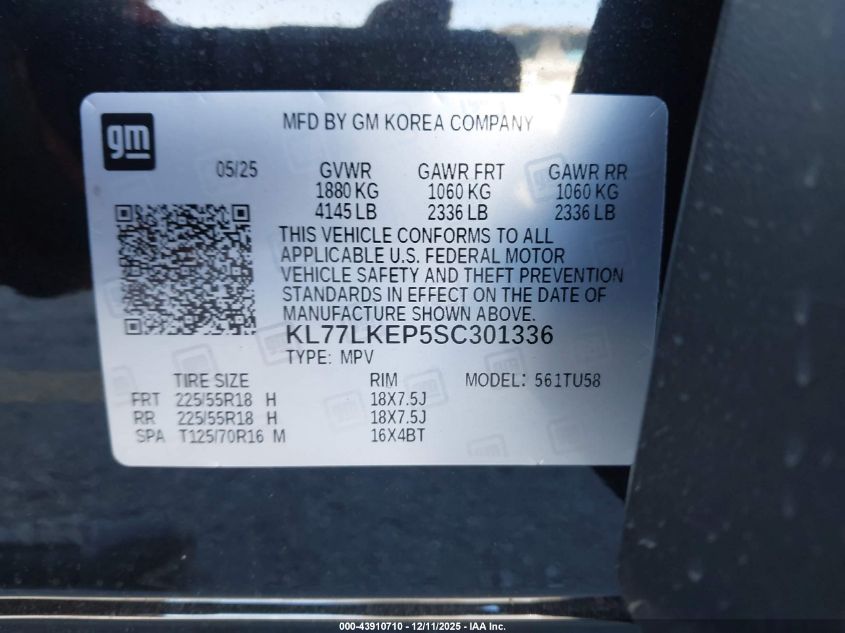 gm
MFD BY GM KOREA COMPANY
05/25 GVWR GAWR FRT GAWR RR
1880 KG 1060 KG 1060 KG
4145 LB 2336 LB 2336 LB
THIS VEHICLE CONFORMS TO ALL
APPLICABLE U.S. FEDERAL MOTOR
VEHICLE SAFETY AND THEFT PREVENTION
STANDARDS IN EFFECT ON THE DATE OF
MANUFACTURE SHOWN ABOVE.
KL77LKEP5SC301336
TYPE: MPV
TIRE SIZE RIM MODEL: 561TU58
FRT 225/55R18 H 18X7.5J
RR 225/55R18 H 18X7.5J
SPA T125/70R16 M 16X4BT
000-43910710 - 12/11/2025 - IAA Inc.